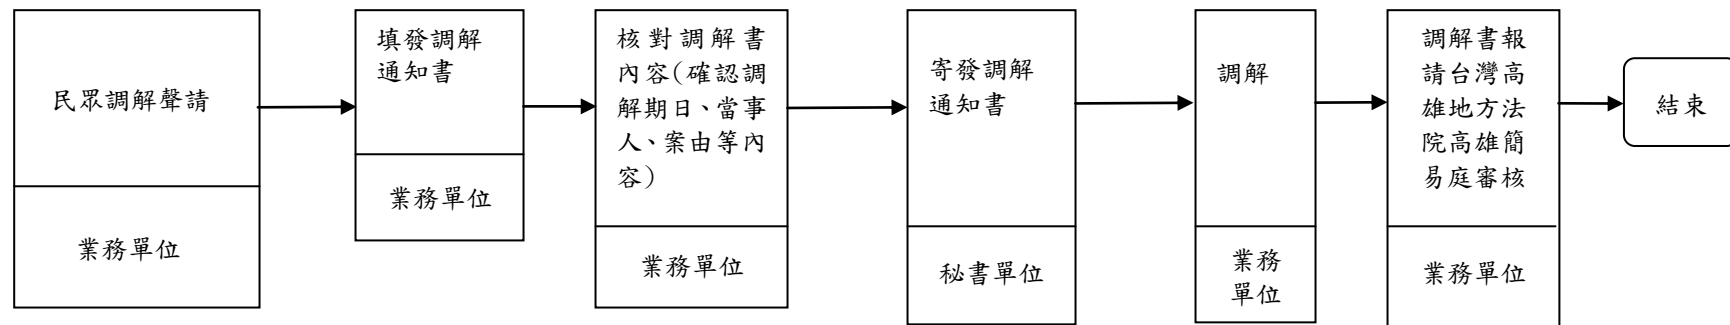 民眾調解聲請
業務單位
填發調解
通知書
業務單位
核對調解書
內容(確認調
解期日、當事
人、案由等內
容)
業務單位
寄發調解
通知書
秘書單位
調解
業務
單位
調解書報
請台灣高
雄地方法
院高雄簡
易庭審核
業務單位
結束